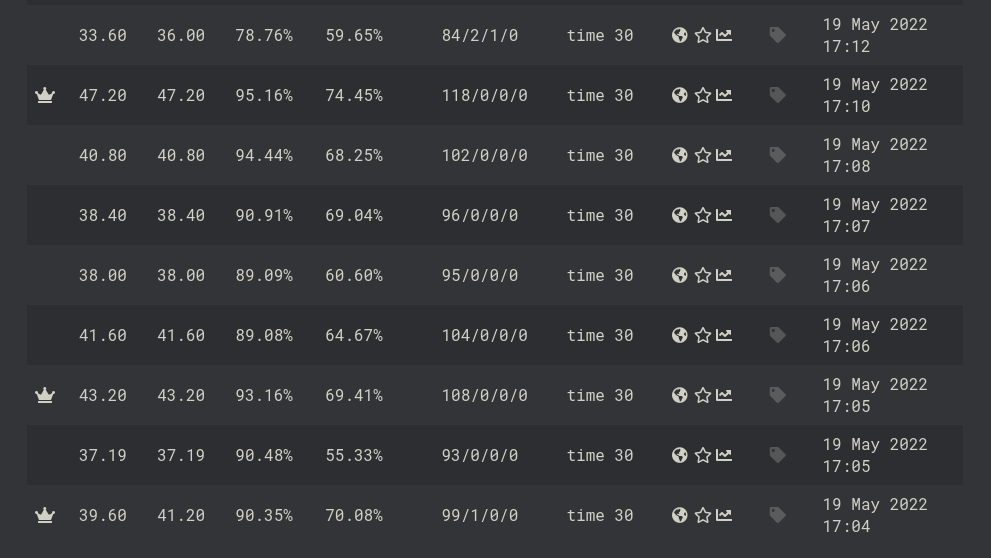 33.60 36.00 78.76% 59.65% 84/2/1/0 time 30 19 May 2022
17:12
47.20 47.20 95.16% 74.45% 118/0/0/0 time 30 19 May 2022
17:10
40.80 40.80 94.44% 68.25% 102/0/0/0 time 30 19 May 2022
17:08
38.40 38.40 90.91% 69.04% 96/0/0/0 time 30 19 May 2022
17:07
38.00 38.00 89.09% 60.60% 95/0/0/0 time 30 19 May 2022
17:06
41.60 41.60 89.08% 64.67% 104/0/0/0 time 30 19 May 2022
17:06
43.20 43.20 93.16% 69.41% 108/0/0/0 time 30 19 May 2022
17:05
37.19 37.19 90.48% 55.33% 93/0/0/0 time 30 19 May 2022
17:05
39.60 41.20 90.35% 70.08% 99/1/0/0 time 30 19 May 2022
17:04